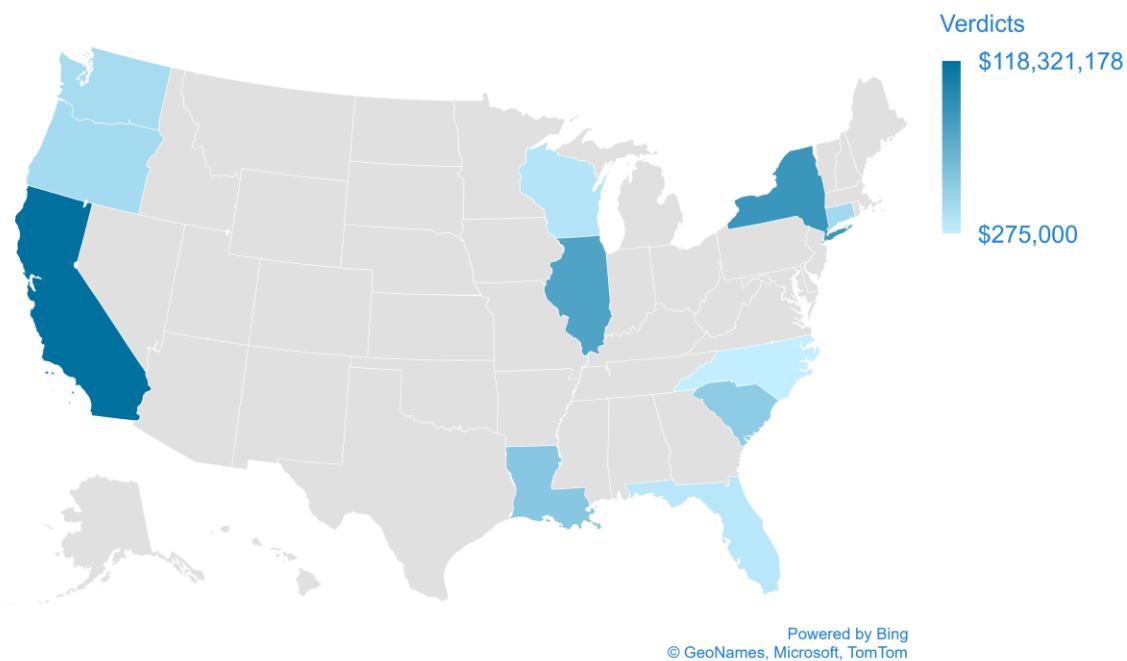 Verdicts
$118,321,178
$275,000
Powered by Bing
© GeoNames, Microsoft, TomTom